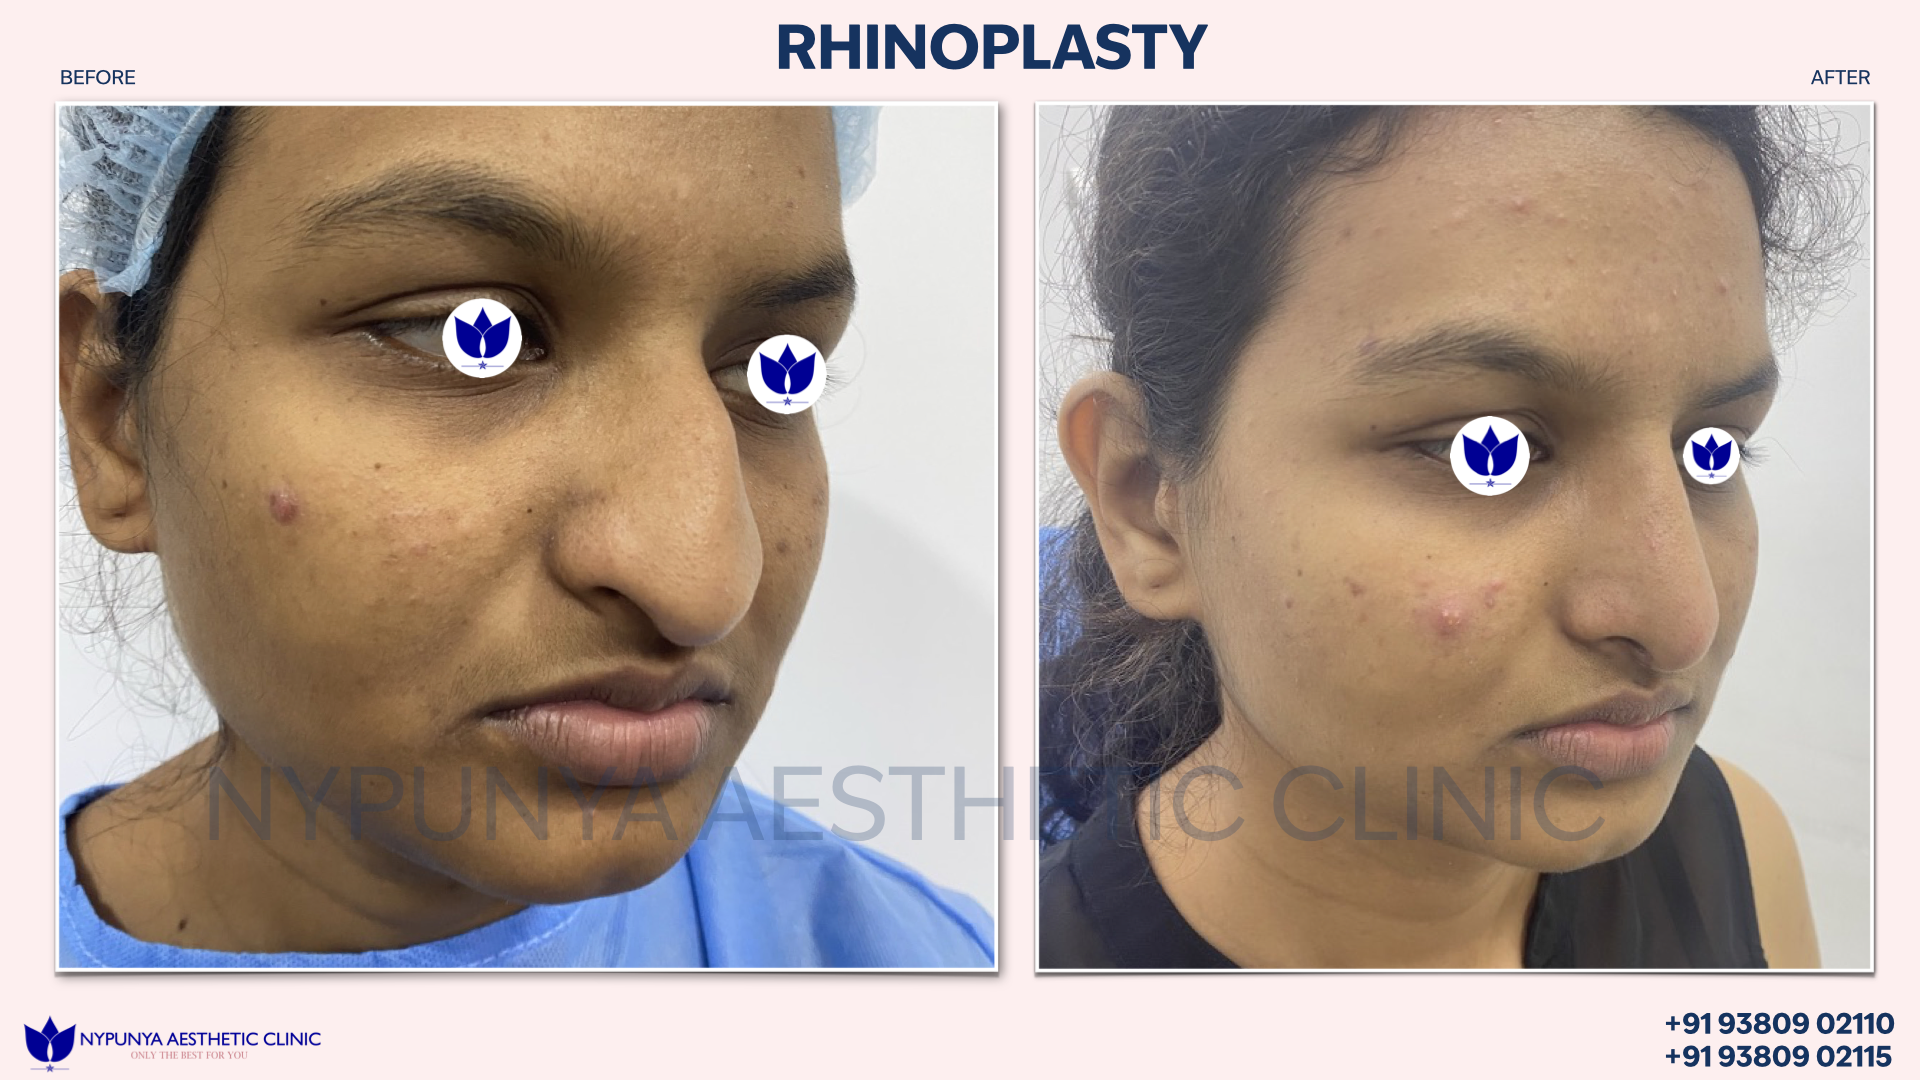 RHINOPLASTY
BEFORE
AFTER
NYPUNYA AESTHETIC CLINIC
NYPUNYA AESTHETIC CLINIC
ONLY THE BEST FOR YOU
+91 93809 02110
+91 93809 02115